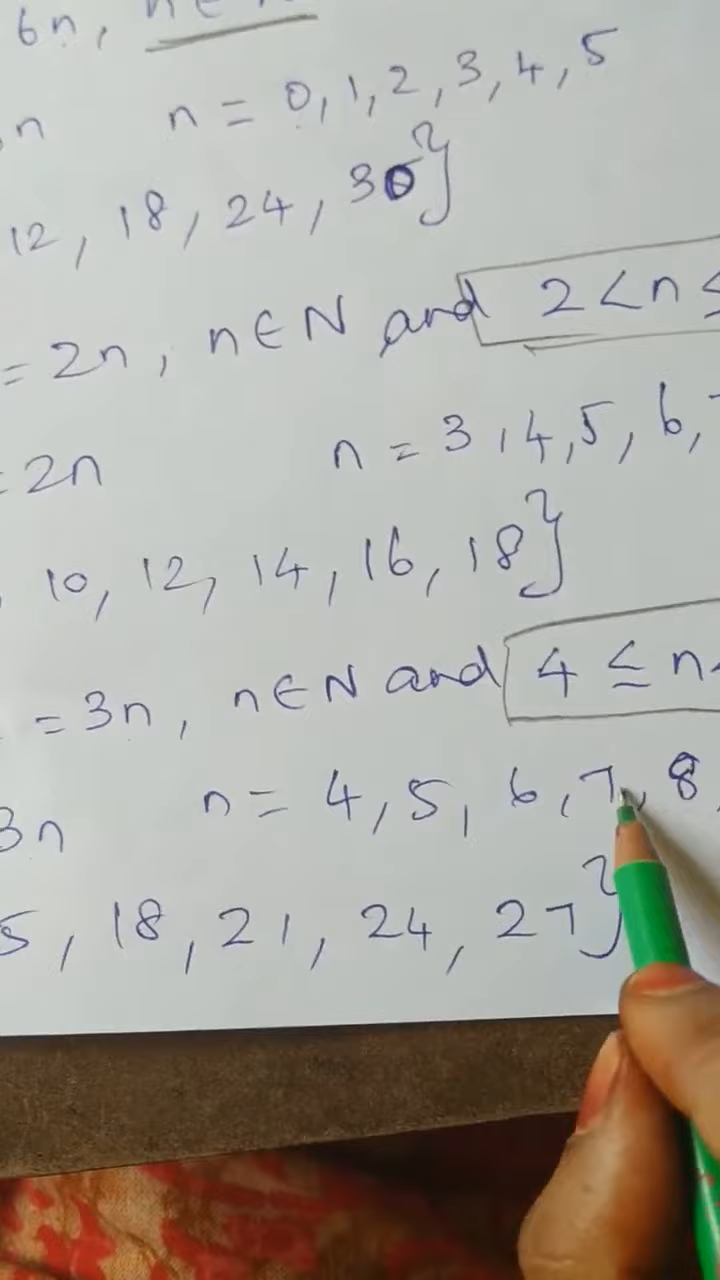 6n, n ∈
n n = 0, 1, 2, 3, 4, 5
12, 18, 24, 30}
= 2n, n ∈ N and 2 < n ≤
= 2n n = 3, 4, 5, 6,
, 10, 12, 14, 16, 18}
= 3n, n ∈ N and 4 ≤ n
3n n = 4, 5, 6, 7, 8,
5, 18, 21, 24, 27}